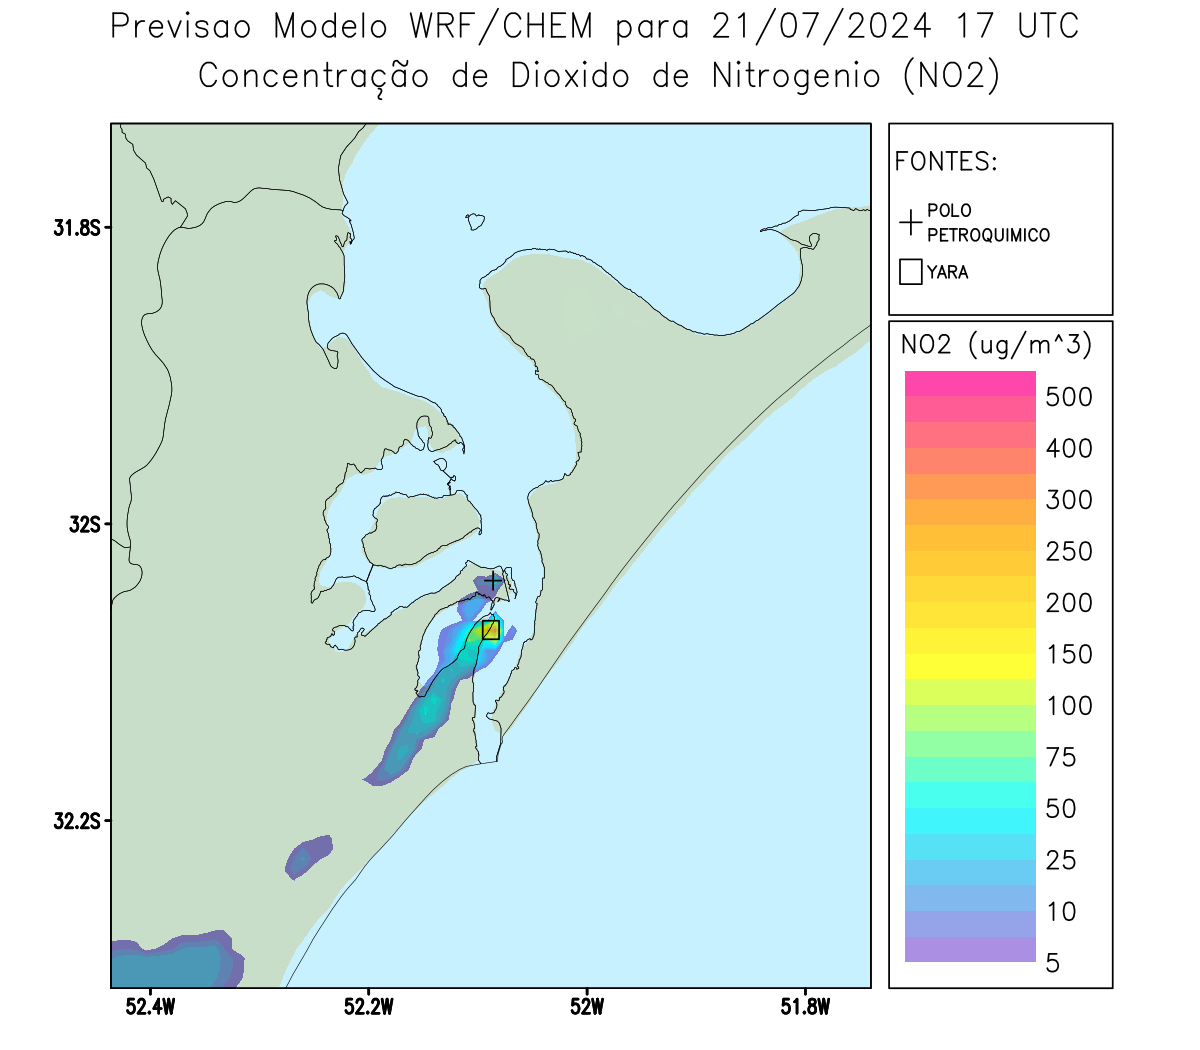 Previsao Modelo WRF/CHEM para 21/07/2024 17 UTC
Concentração de Dioxido de Nitrogenio (NO2)
FONTES:
POLO
PETROQUIMICO
YARA
NO2 (ug/m^3)
500
400
300
250
200
150
100
75
50
25
10
5
31.8S
32S
32.2S
52.4W
52.2W
52W
51.8W